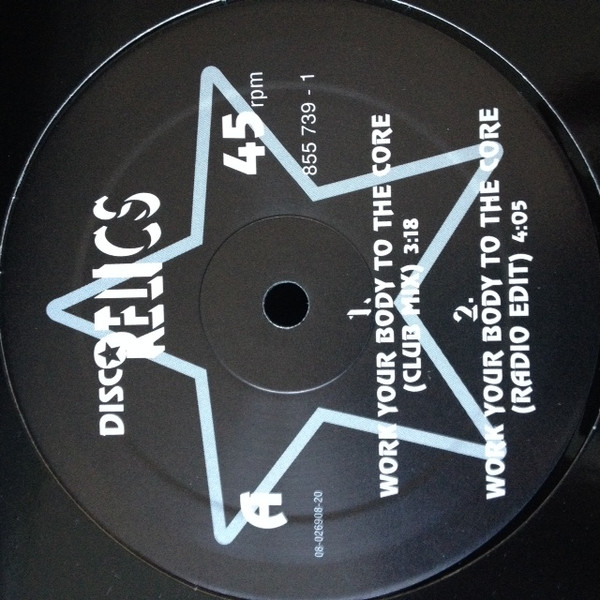 DISCO★TEL
RELICS
45 rpm
855 739 - 1
A
08-026908-20
1.
WORK YOUR BODY TO THE CORE
(CLUB MIX) 3:18
2.
WORK YOUR BODY TO THE CORE
(RADIO EDIT) 4:05